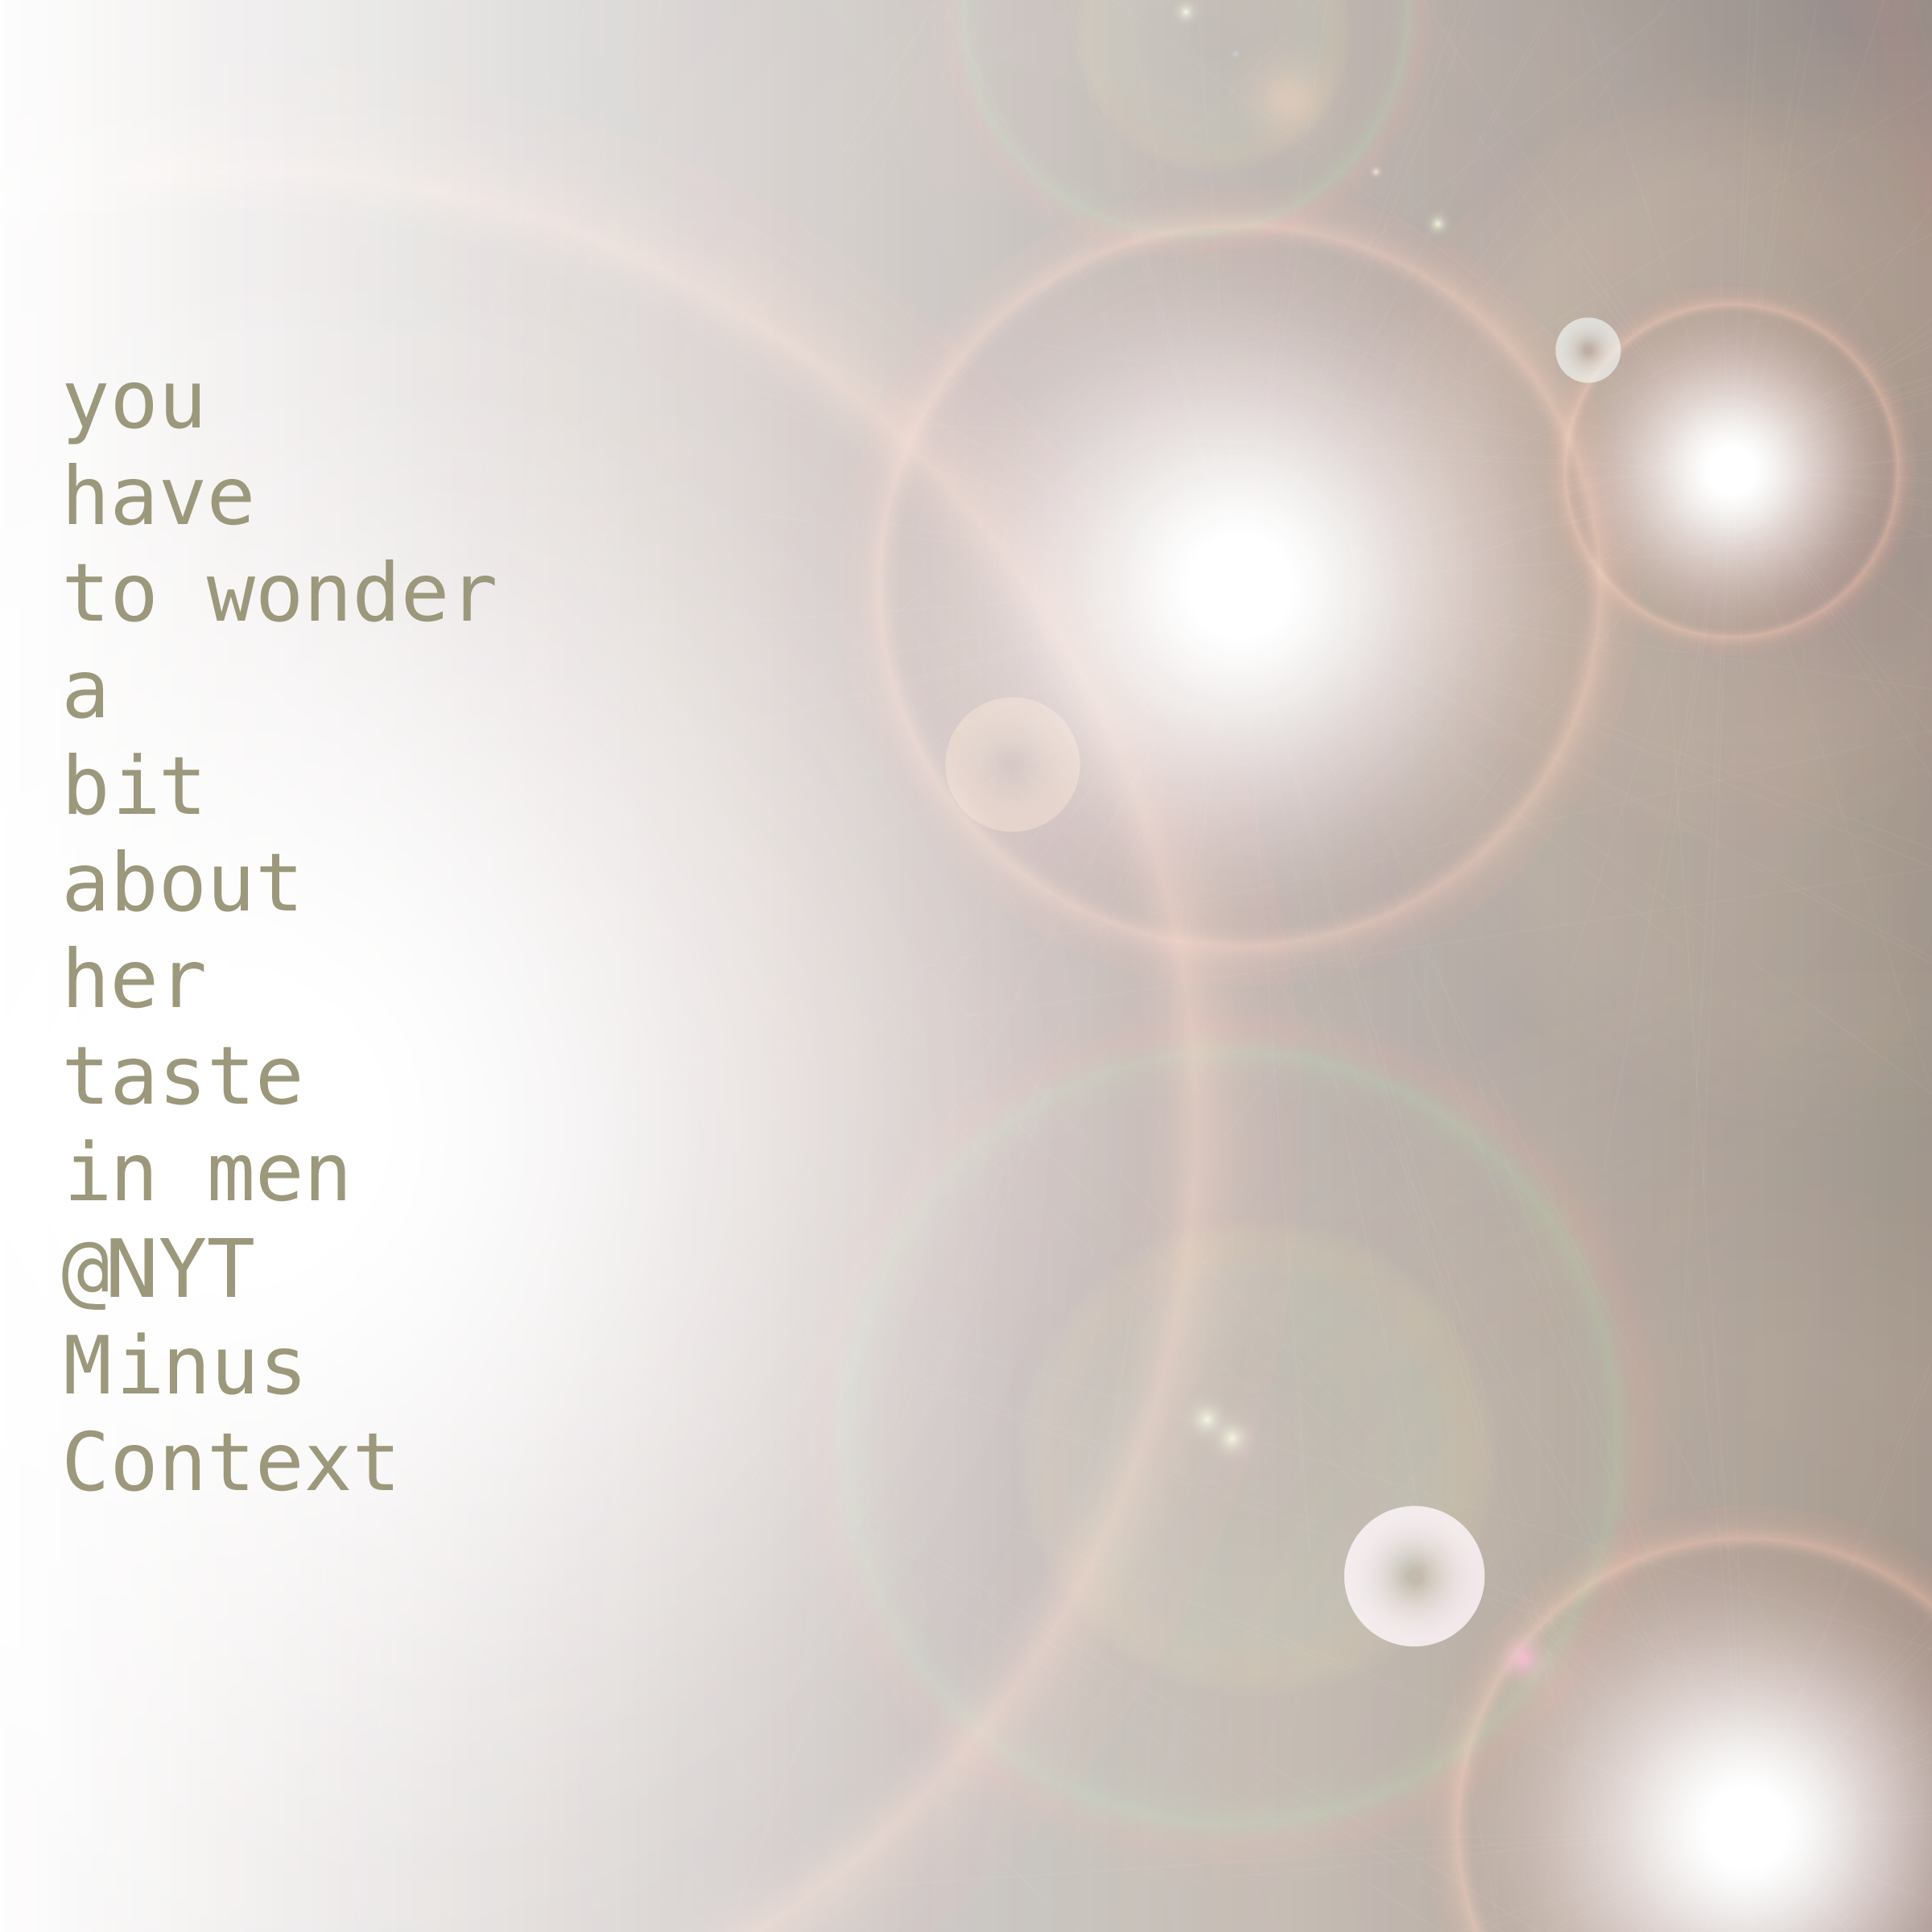 you
have
to wonder
a
bit
about
her
taste
in men
@NYT
Minus
Context